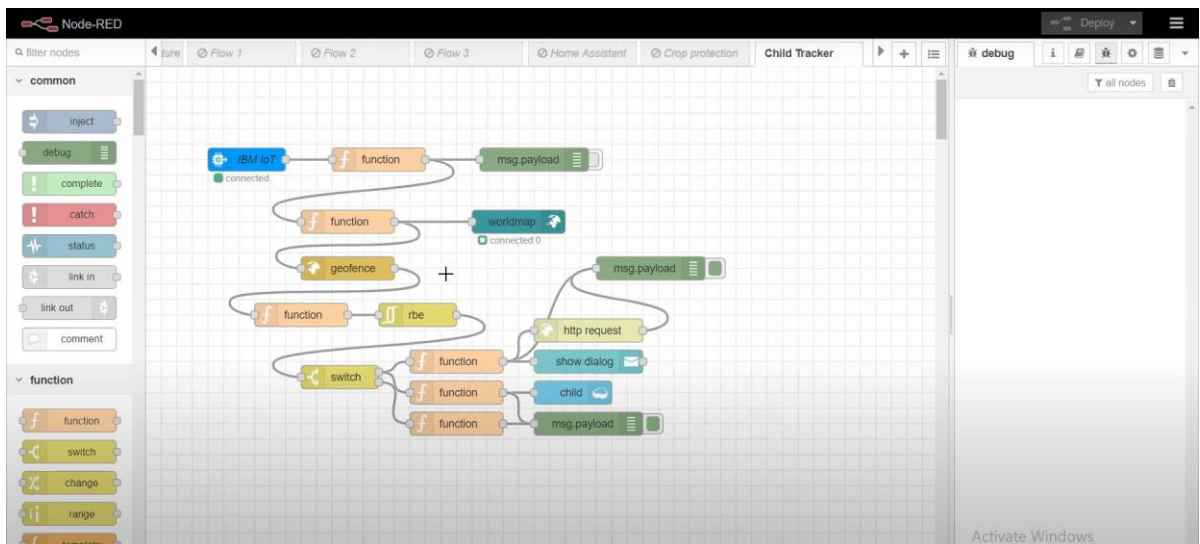 Node-RED
Deploy
filter nodes
ture
Flow 1
Flow 2
Flow 3
Home Assistant
Crop protection
Child Tracker
debug
i
common
all nodes
inject
debug
complete
catch
status
link in
link out
comment
function
function
switch
change
range
template
IBM IoT
connected
function
msg.payload
function
worldmap
connected 0
geofence
msg.payload
function
rbe
http request
function
show dialog
switch
function
child
function
msg.payload
Activate Windows